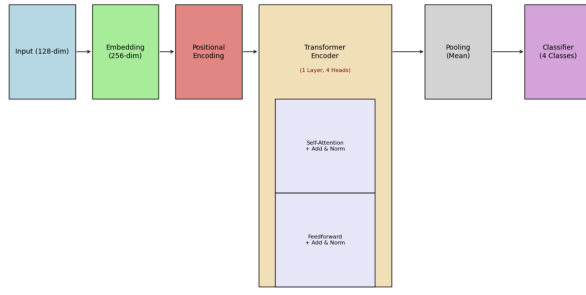 Input (128-dim)
Embedding
(256-dim)
Positional
Encoding
Transformer
Encoder
(1 Layer, 4 Heads)
Self-Attention
+ Add & Norm
Feedforward
+ Add & Norm
Pooling
(Mean)
Classifier
(4 Classes)